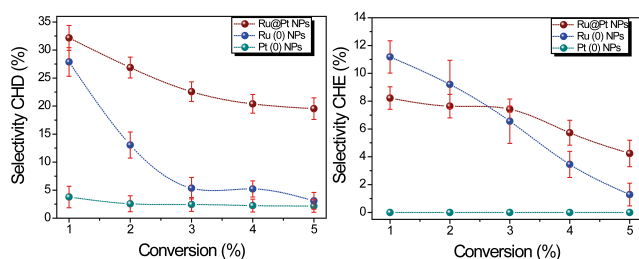 Selectivity CHD (%)
35
30
25
20
15
10
5
0
Ru@Pt NPs
Ru (0) NPs
Pt (0) NPs
1 2 3 4 5
Conversion (%)
Selectivity CHE (%)
14
12
10
8
6
4
2
0
Ru@Pt NPs
Ru (0) NPs
Pt (0) NPs
1 2 3 4 5
Conversion (%)